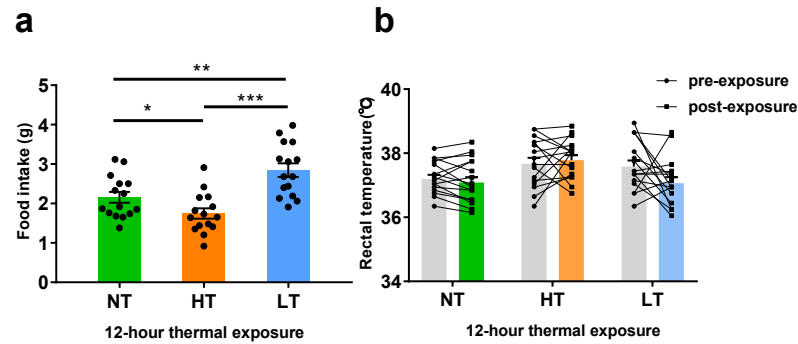 a
b
Food intake (g)
5
4
3
2
1
0
**
*
***
NT
HT
LT
12-hour thermal exposure
Rectal temperature(℃)
40
38
36
34
pre-exposure
post-exposure
NT
HT
LT
12-hour thermal exposure